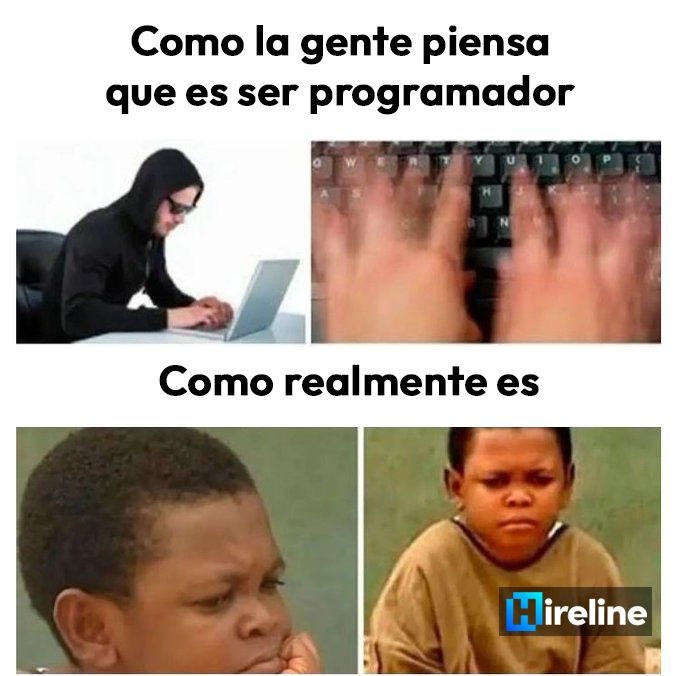 Como la gente piensa
que es ser programador
Q W E R T Y U I O P
A S H J K L
B N
Como realmente es
Hireline